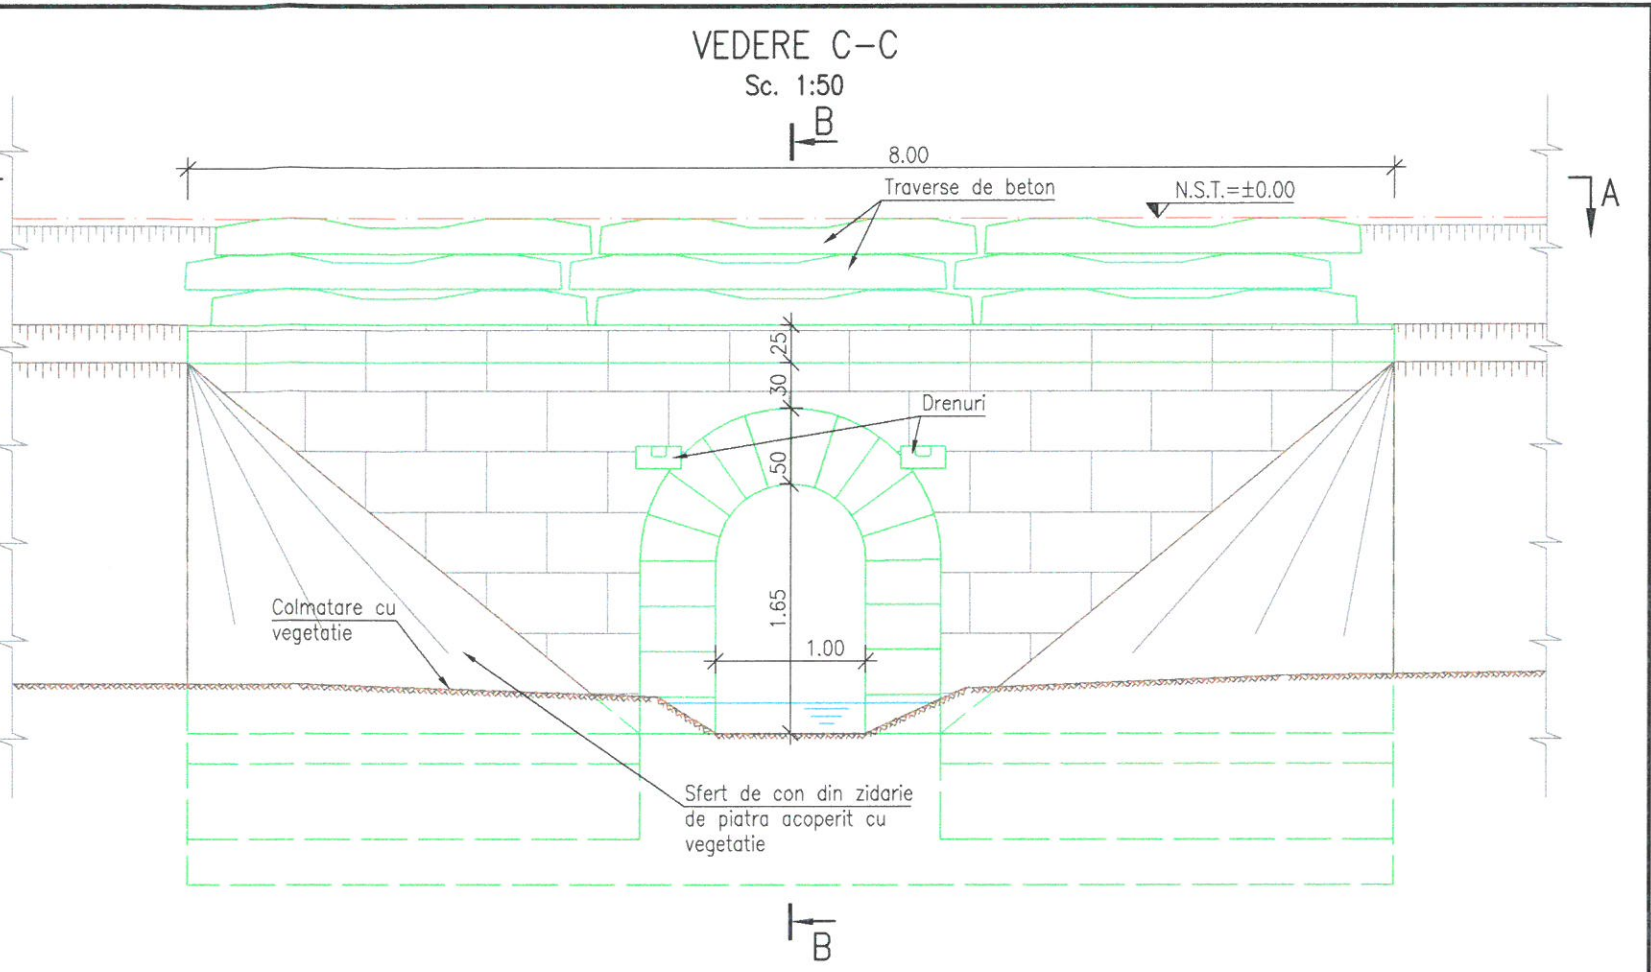 VEDERE C-C
Sc. 1:50
B
8.00
Traverse de beton
N.S.T.=±0.00
A
25
30
Drenuri
50
Colmatare cu
vegetatie
1.65
1.00
Sfert de con din zidarie
de piatra acoperit cu
vegetatie
B